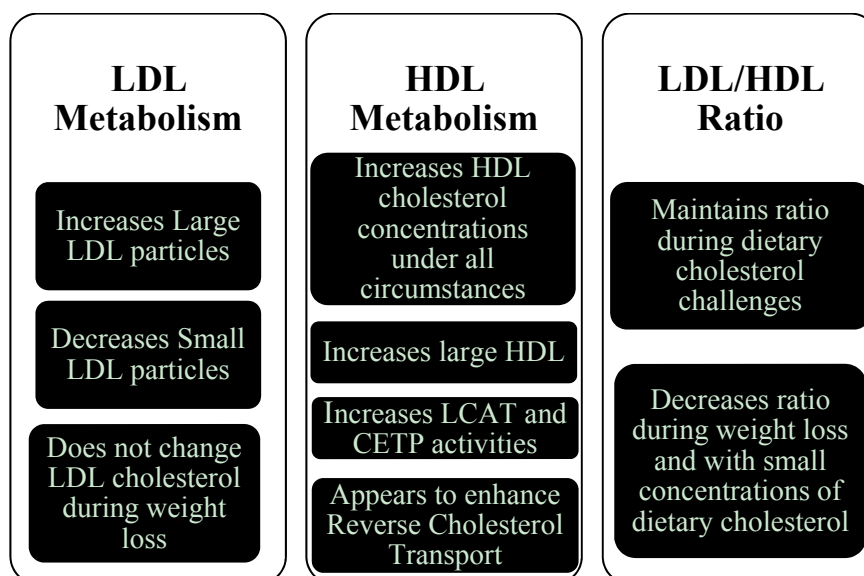 LDL
Metabolism
Increases Large
LDL particles
Decreases Small
LDL particles
Does not change
LDL cholesterol
during weight
loss
HDL
Metabolism
Increases HDL
cholesterol
concentrations
under all
circumstances
Increases large HDL
Increases LCAT and
CETP activities
Appears to enhance
Reverse Cholesterol
Transport
LDL/HDL
Ratio
Maintains ratio
during dietary
cholesterol
challenges
Decreases ratio
during weight loss
and with small
concentrations of
dietary cholesterol